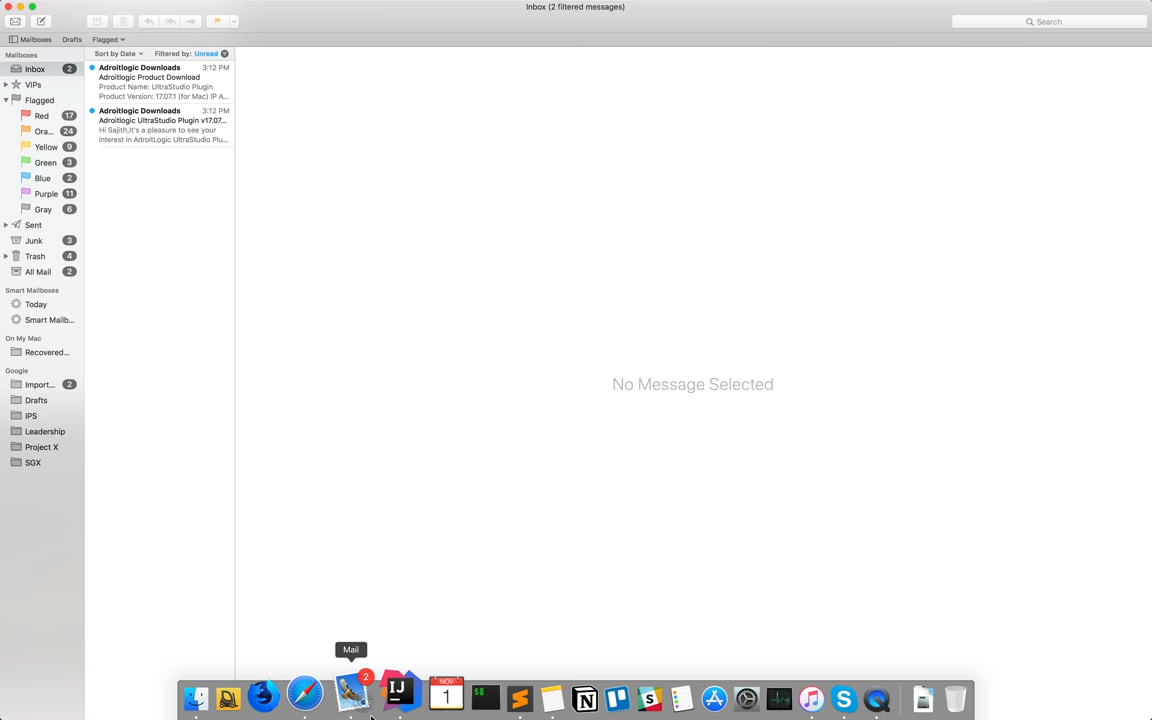 Inbox (2 filtered messages)
Search
Mailboxes Drafts Flagged
Mailboxes
Inbox 2
VIPs
Flagged
Red 17
Ora... 24
Yellow 9
Green 3
Blue 2
Purple 11
Gray 6
Sent
Junk 3
Trash 4
All Mail 2
Smart Mailboxes
Today
Smart Mailb...
On My Mac
Recovered...
Google
Import... 2
Drafts
IPS
Leadership
Project X
SGX
Sort by Date Filtered by: Unread
Adroitlogic Downloads 3:12 PM
Adroitlogic Product Download
Product Name: UltraStudio Plugin
Product Version: 17.07.1 (for Mac) IP A...
Adroitlogic Downloads 3:12 PM
Adroitlogic UltraStudio Plugin v17.07...
Hi Sajith,It's a pleasure to see your
interest in AdroitLogic UltraStudio Plu...
No Message Selected
Mail
2
IJ
NOV
1
$
S
N
S
S